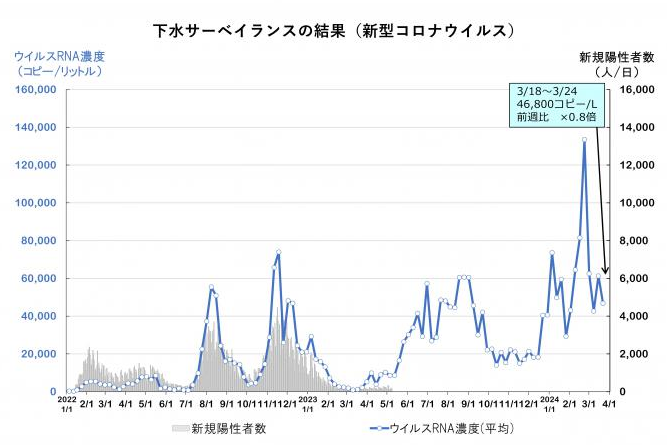 下水サーベイランスの結果（新型コロナウイルス）
ウイルスRNA濃度
（コピー/リットル）
新規陽性者数
（人/日）
3/18～3/24
46,800コピー/L
前週比　×0.8倍
160,000
140,000
120,000
100,000
80,000
60,000
40,000
20,000
0
16,000
14,000
12,000
10,000
8,000
6,000
4,000
2,000
0
2022 2023 2024
1/1 2/1 3/1 4/1 5/1 6/1 7/1 8/1 9/1 10/1 11/1 12/1 1/1 2/1 3/1 4/1 5/1 6/1 7/1 8/1 9/1 10/1 11/1 12/1 1/1 2/1 3/1 4/1
新規陽性者数 ウイルスRNA濃度(平均)